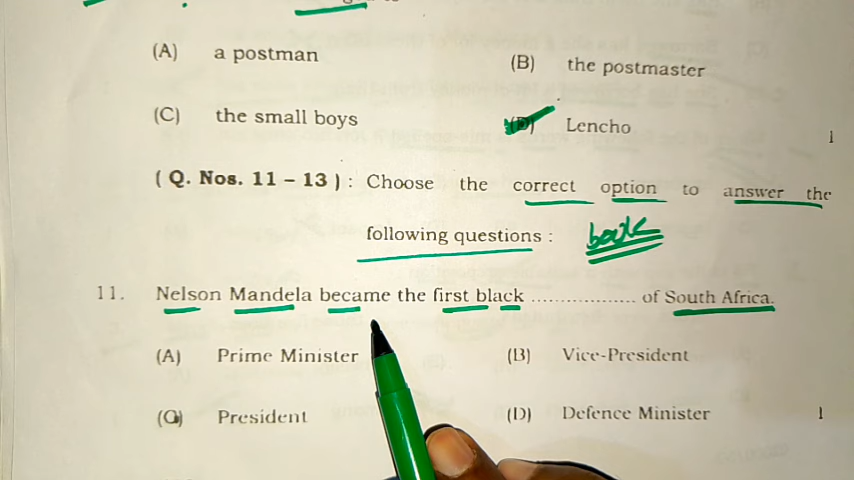 (A) a postman (B) the postmaster
(C) the small boys (D) Lencho 1
( Q. Nos. 11 – 13 ) : Choose the correct option to answer the
following questions : book
11. Nelson Mandela became the first black .................. of South Africa.
(A) Prime Minister (B) Vice-President
(C) President (D) Defence Minister 1